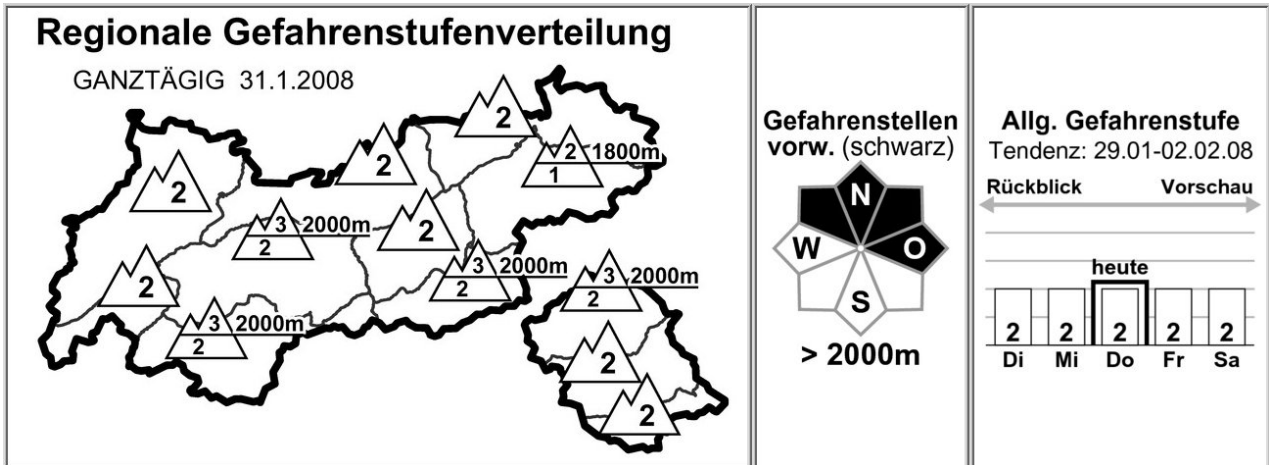 Regionale Gefahrenstufenverteilung
GANZTÄGIG 31.1.2008
2
2
2 1800m
1
2
2
3 2000m
2
2
3 2000m
2
3 2000m
2
2
3 2000m
2
2
2
Gefahrenstellen
vorw. (schwarz)
N
W
O
S
> 2000m
Allg. Gefahrenstufe
Tendenz: 29.01-02.02.08
Rückblick Vorschau
heute
2 2 2 2 2
Di Mi Do Fr Sa